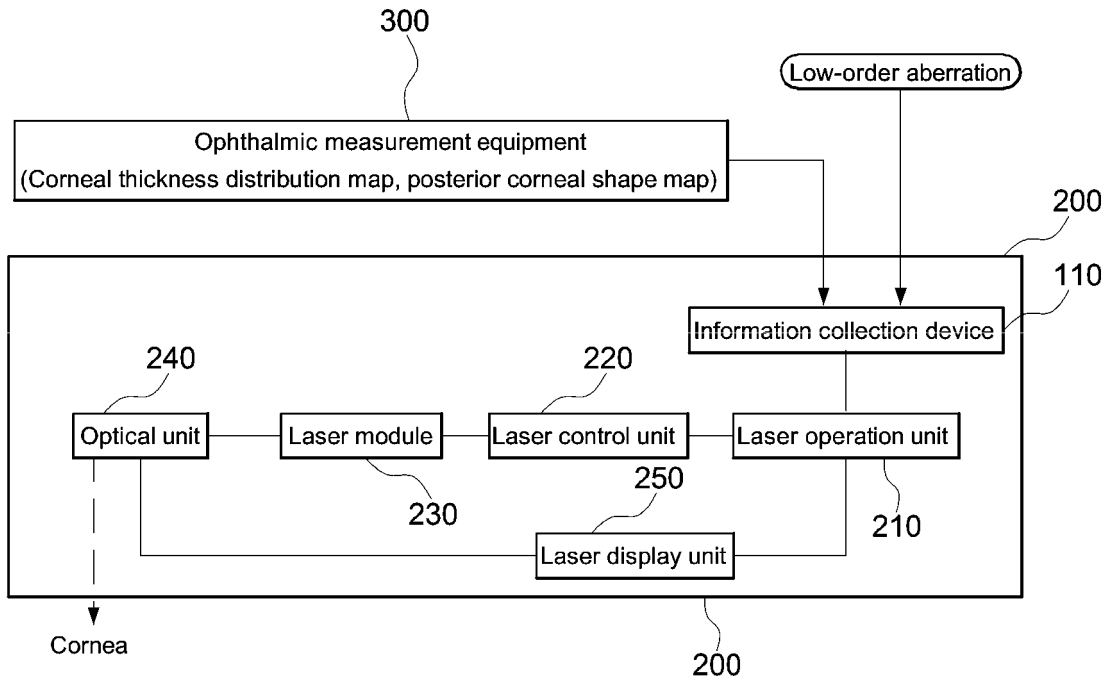 300
Low-order aberration
Ophthalmic measurement equipment
(Corneal thickness distribution map, posterior corneal shape map)
200
110
Information collection device
240
220
Optical unit
Laser module
Laser control unit
Laser operation unit
230
250
210
Laser display unit
Cornea
200